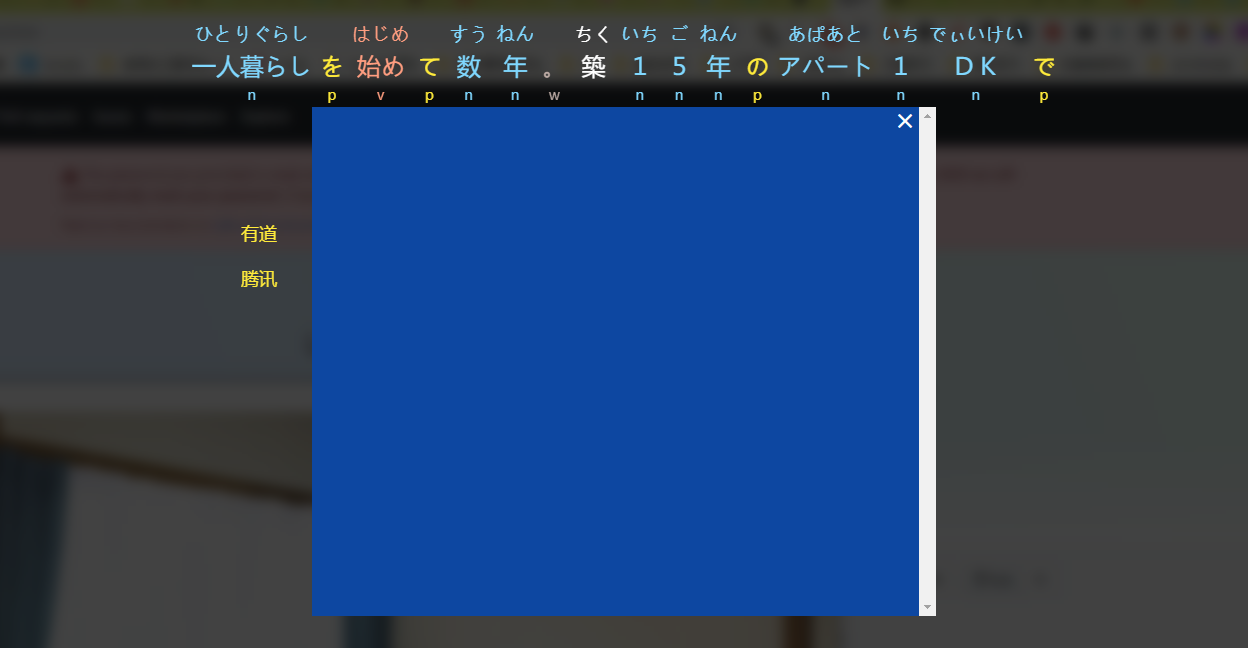 ひとりぐらし はじめ すう ねん ちく いち ご ねん あぱあと いち でぃいけい
一人暮らし を 始め て 数 年 。 築 １ ５ 年 の アパート １ ＤＫ で
n p v p n n w n n n p n n n p
×
有道
腾讯